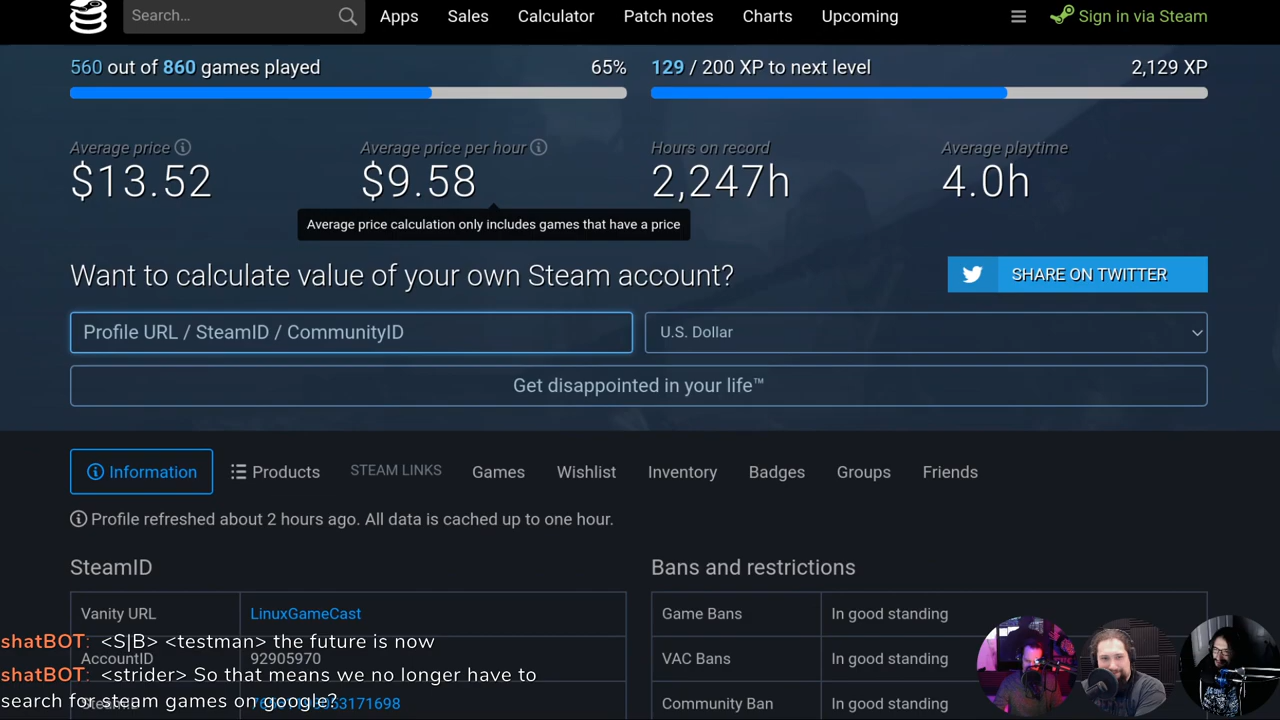 Search...
Apps
Sales
Calculator
Patch notes
Charts
Upcoming
Sign in via Steam
560 out of 860 games played
65%
129 / 200 XP to next level
2,129 XP
Average price
Average price per hour
Hours on record
Average playtime
$13.52
$9.58
2,247h
4.0h
Average price calculation only includes games that have a price
Want to calculate value of your own Steam account?
SHARE ON TWITTER
Profile URL / SteamID / CommunityID
U.S. Dollar
Get disappointed in your life™
Information
Products
STEAM LINKS
Games
Wishlist
Inventory
Badges
Groups
Friends
Profile refreshed about 2 hours ago. All data is cached up to one hour.
SteamID
Bans and restrictions
Vanity URL
LinuxGameCast
Game Bans
In good standing
shatBOT: <S|B> <testman> the future is now
AccountID
92905970
VAC Bans
In good standing
shatBOT: <strider> So that means we no longer have to
search for steam games on google?
Community Ban
In good standing